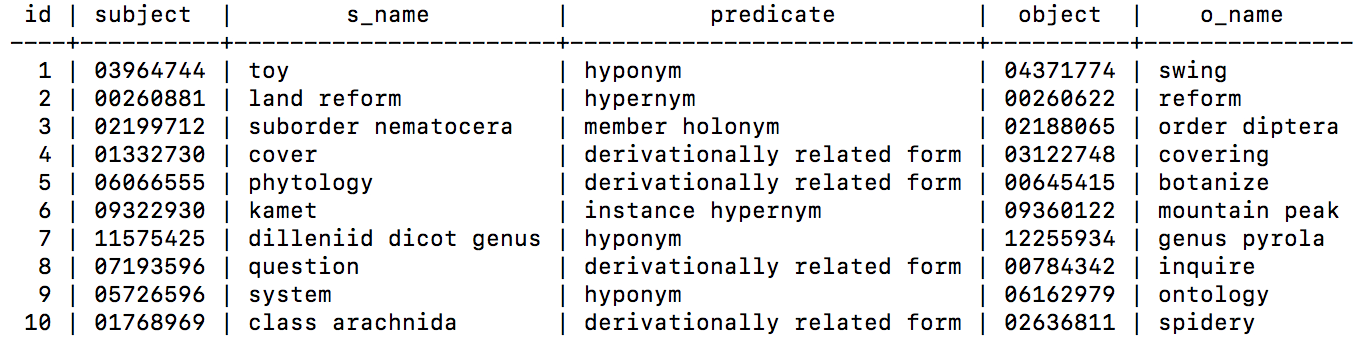 id | subject | s_name | predicate | object | o_name
----+----------+-----------------------+-----------------------------+----------+---------------
1 | 03964744 | toy | hyponym | 04371774 | swing
2 | 00260881 | land reform | hypernym | 00260622 | reform
3 | 02199712 | suborder nematocera | member holonym | 02188065 | order diptera
4 | 01332730 | cover | derivationally related form | 03122748 | covering
5 | 06066555 | phytology | derivationally related form | 00645415 | botanize
6 | 09322930 | kamet | instance hypernym | 09360122 | mountain peak
7 | 11575425 | dilleniid dicot genus | hyponym | 12255934 | genus pyrola
8 | 07193596 | question | derivationally related form | 00784342 | inquire
9 | 05726596 | system | hyponym | 06162979 | ontology
10 | 01768969 | class arachnida | derivationally related form | 02636811 | spidery